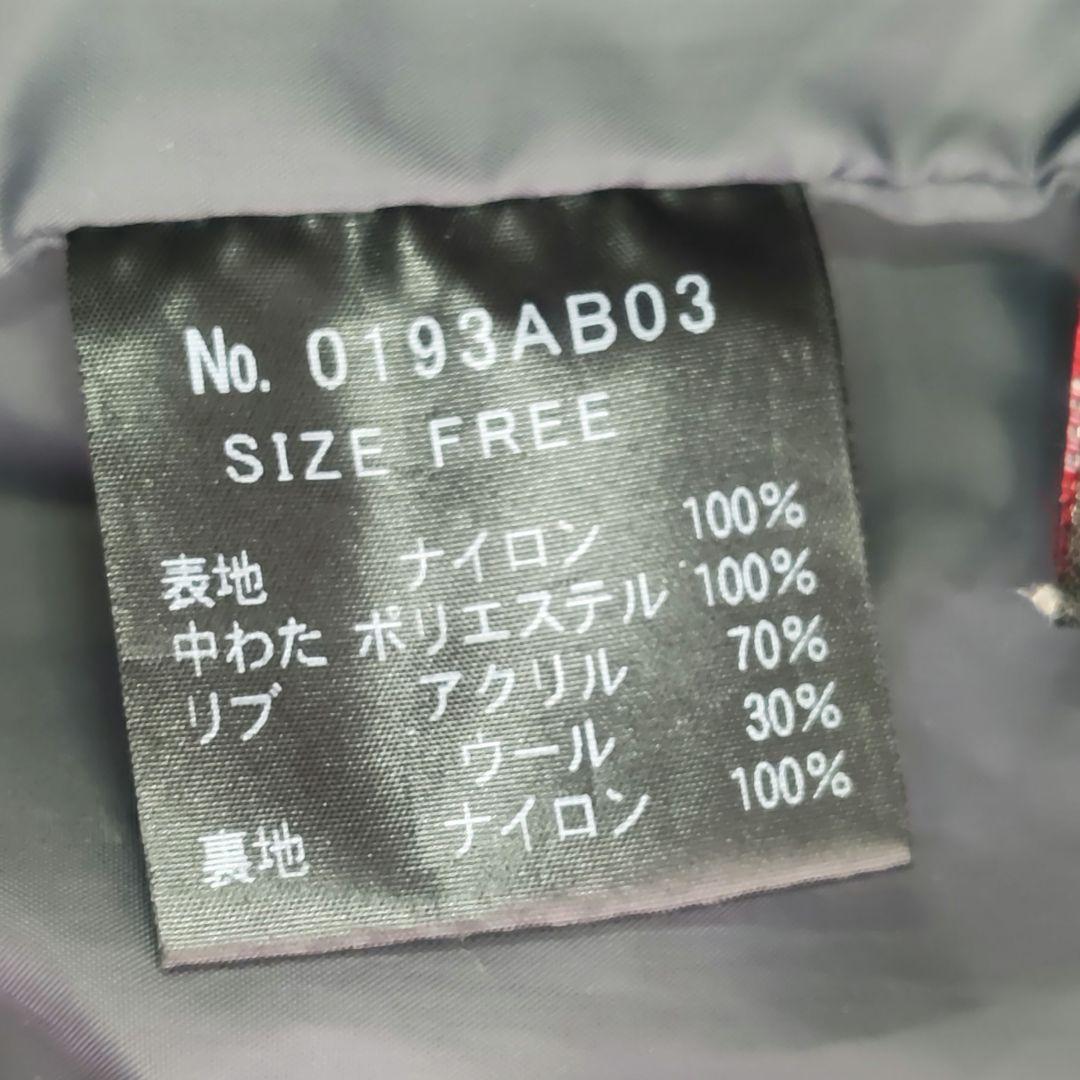 No. 0193AB03
SIZE FREE
表地 ナイロン 100%
中わた ポリエステル 100%
リブ アクリル 70%
ウール 30%
裏地 ナイロン 100%